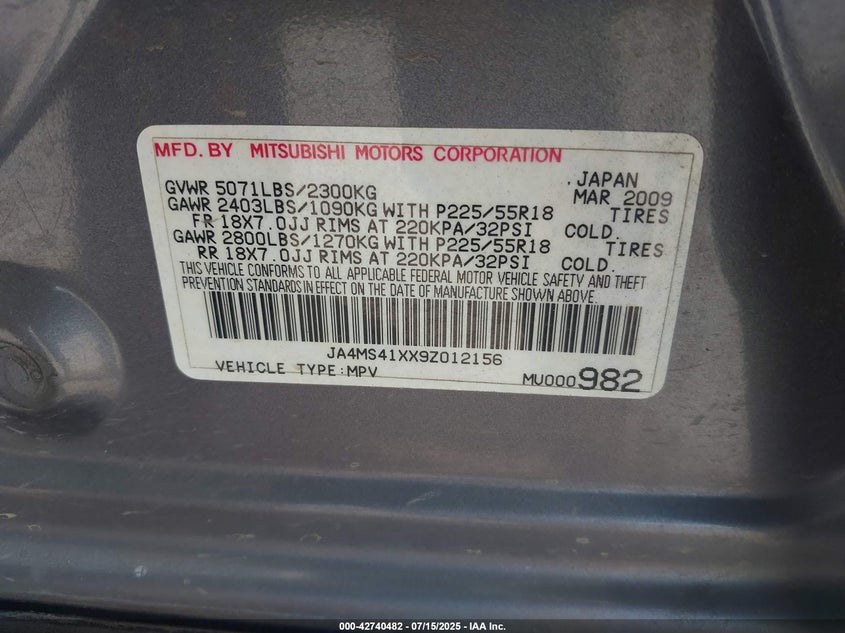 MFD. BY MITSUBISHI MOTORS CORPORATION
.JAPAN
GVWR 5071LBS/2300KG MAR 2009
GAWR 2403LBS/1090KG WITH P225/55R18 TIRES
FR 18X7.0JJ RIMS AT 220KPA/32PSI COLD.
GAWR 2800LBS/1270KG WITH P225/55R18 TIRES
RR 18X7.0JJ RIMS AT 220KPA/32PSI COLD.
THIS VEHICLE CONFORMS TO ALL APPLICABLE FEDERAL MOTOR VEHICLE SAFETY AND THEFT
PREVENTION STANDARDS IN EFFECT ON THE DATE OF MANUFACTURE SHOWN ABOVE.
JA4MS41XX9Z012156
VEHICLE TYPE:MPV MU000982
000-42740482 - 07/15/2025 - IAA Inc.